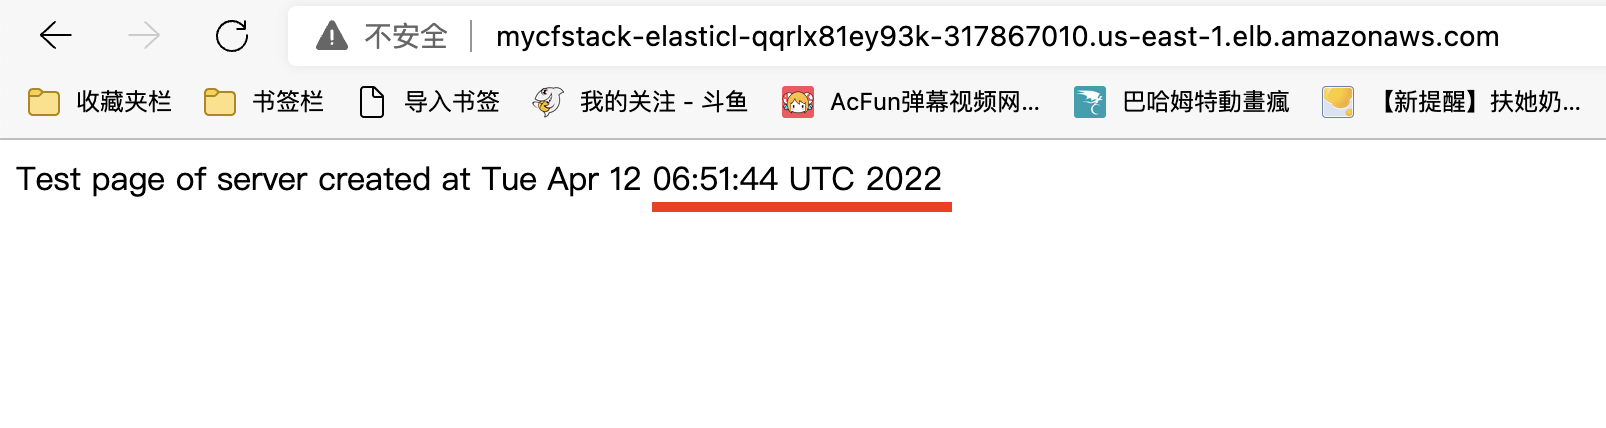 不安全 mycfstack-elasticl-qqrlx81ey93k-317867010.us-east-1.elb.amazonaws.com
收藏夹栏 书签栏 导入书签 我的关注 - 斗鱼 AcFun弹幕视频网... 巴哈姆特動畫瘋 【新提醒】扶她奶...
Test page of server created at Tue Apr 12 06:51:44 UTC 2022